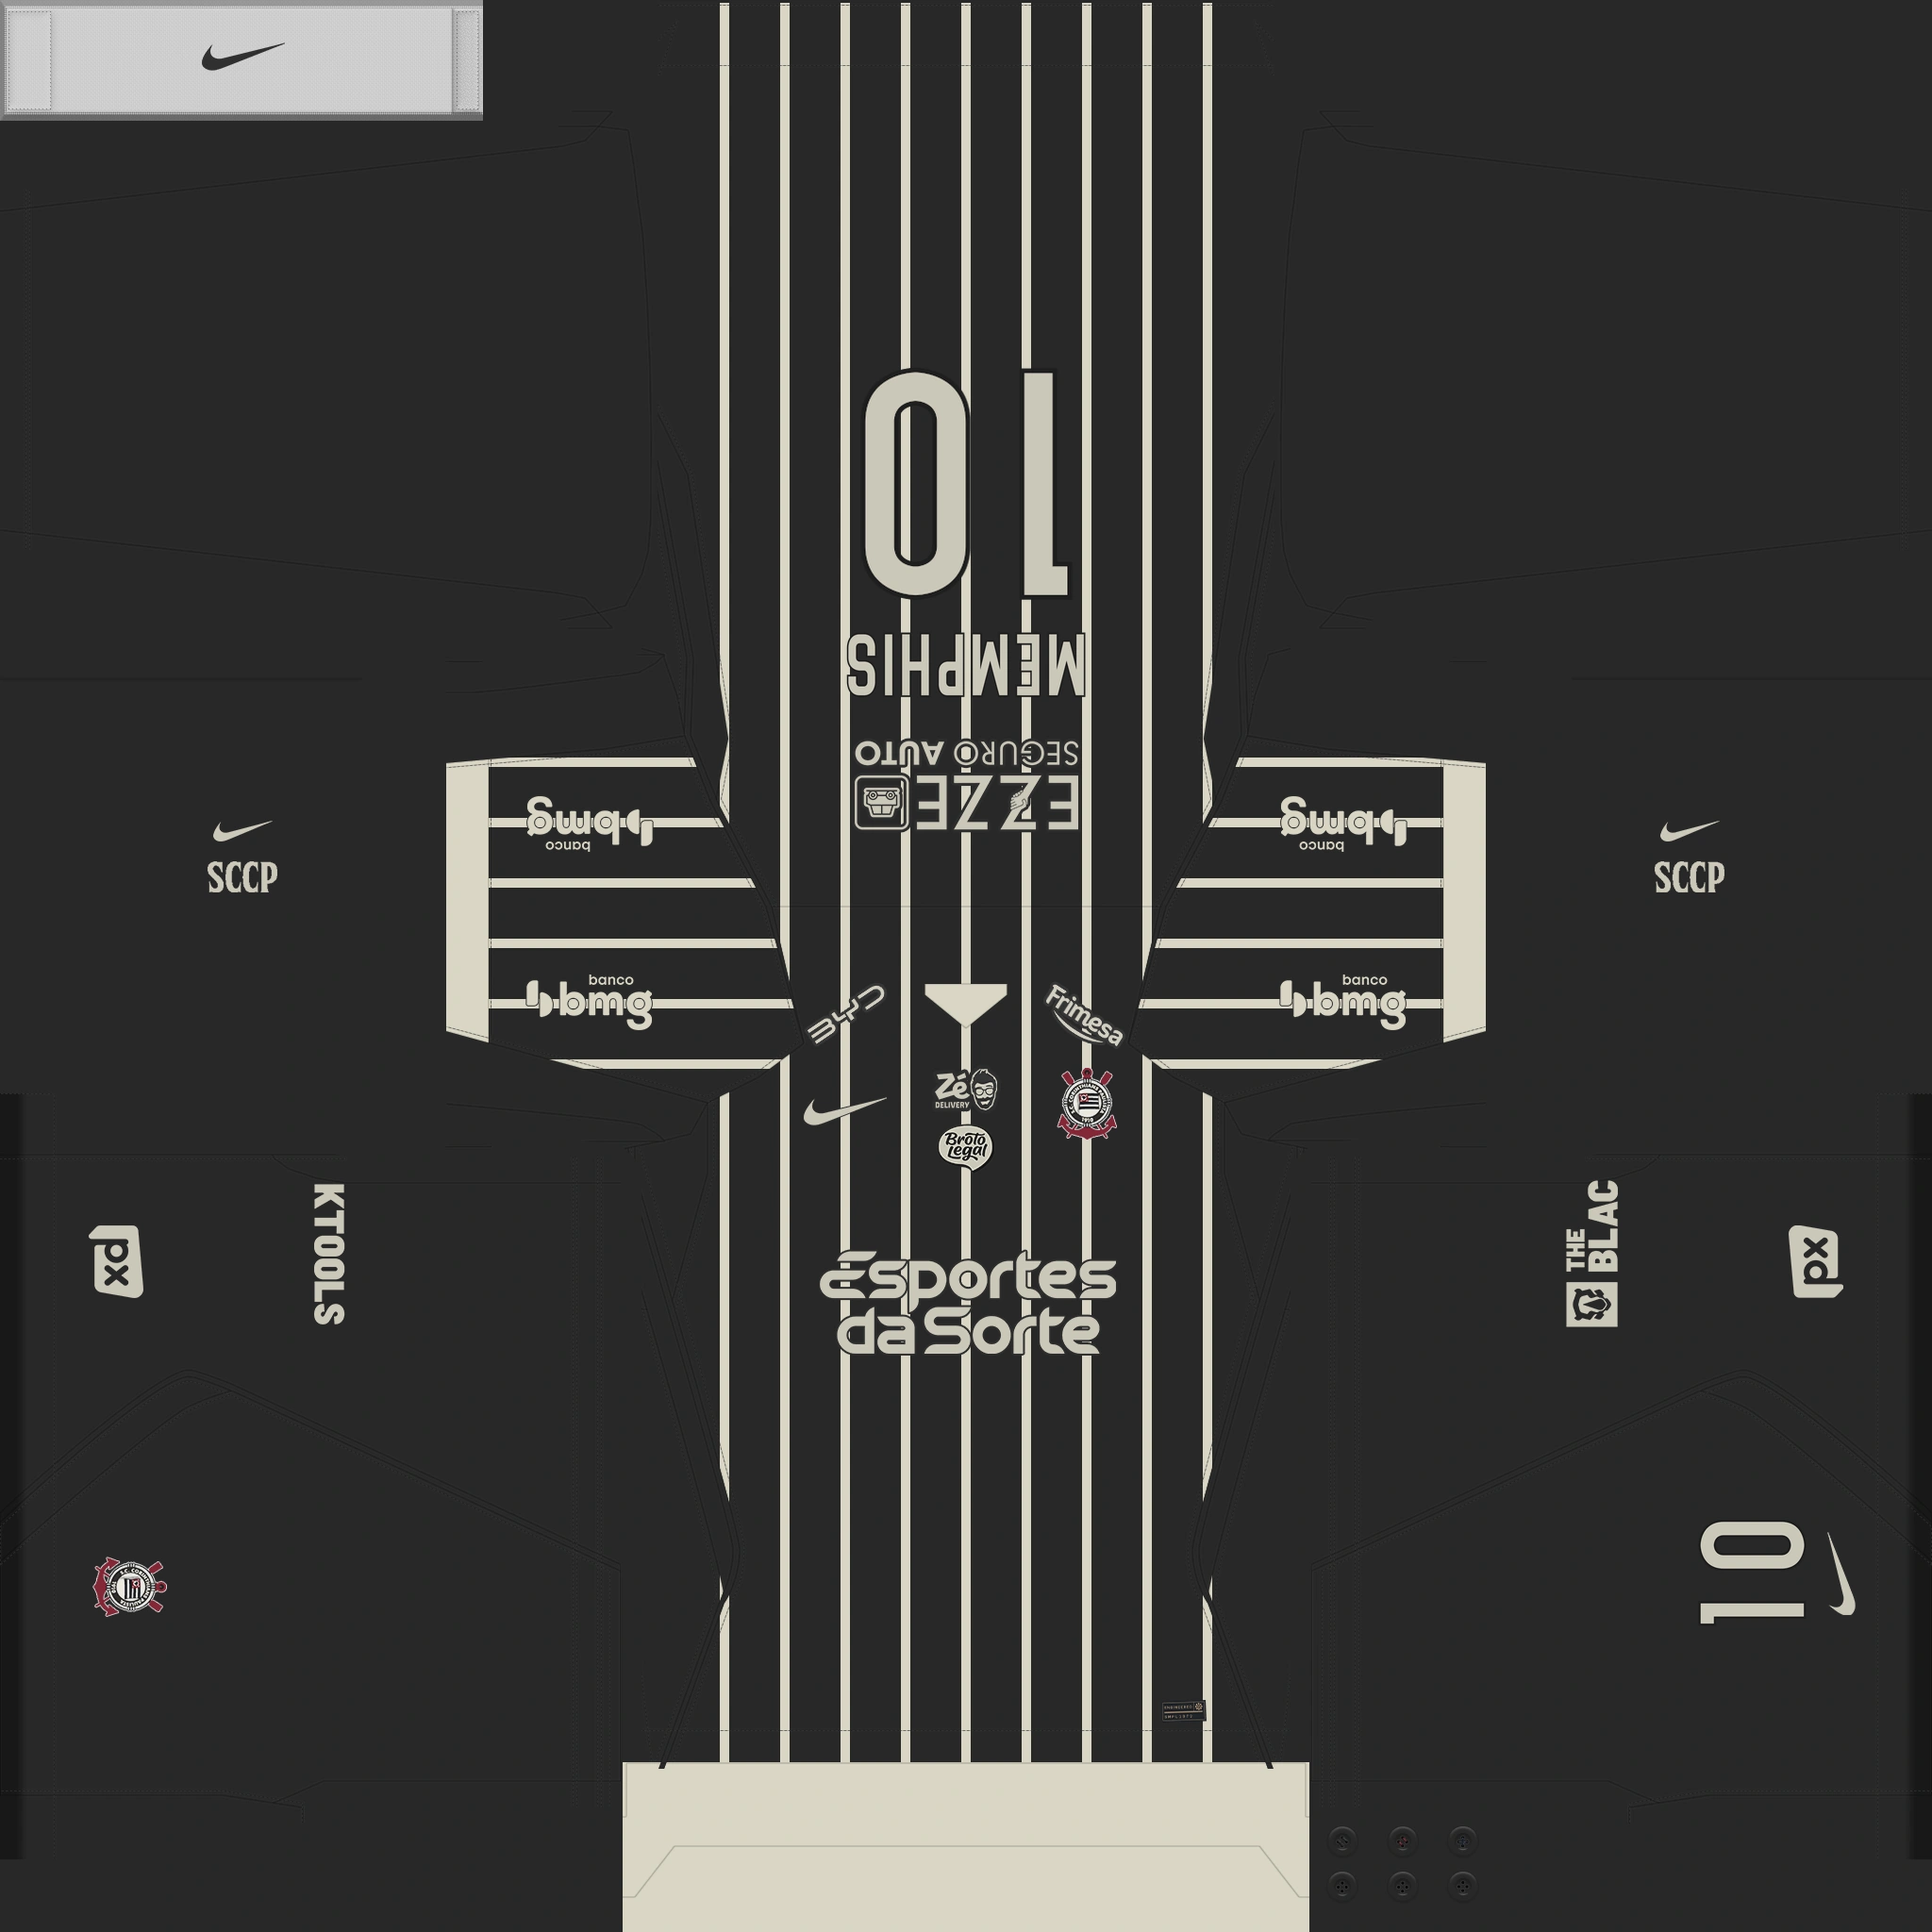 10
MEMPHIS
SEGURO AUTO
EZZE
bmg
banco
bmg
banco
SCCP
SCCP
banco
bmg
banco
bmg
BYD
Frimesa
Zé
DELIVERY
Broto
Legal
KTOOLS
px
THE
BLAC
px
Esportes
da Sorte
10